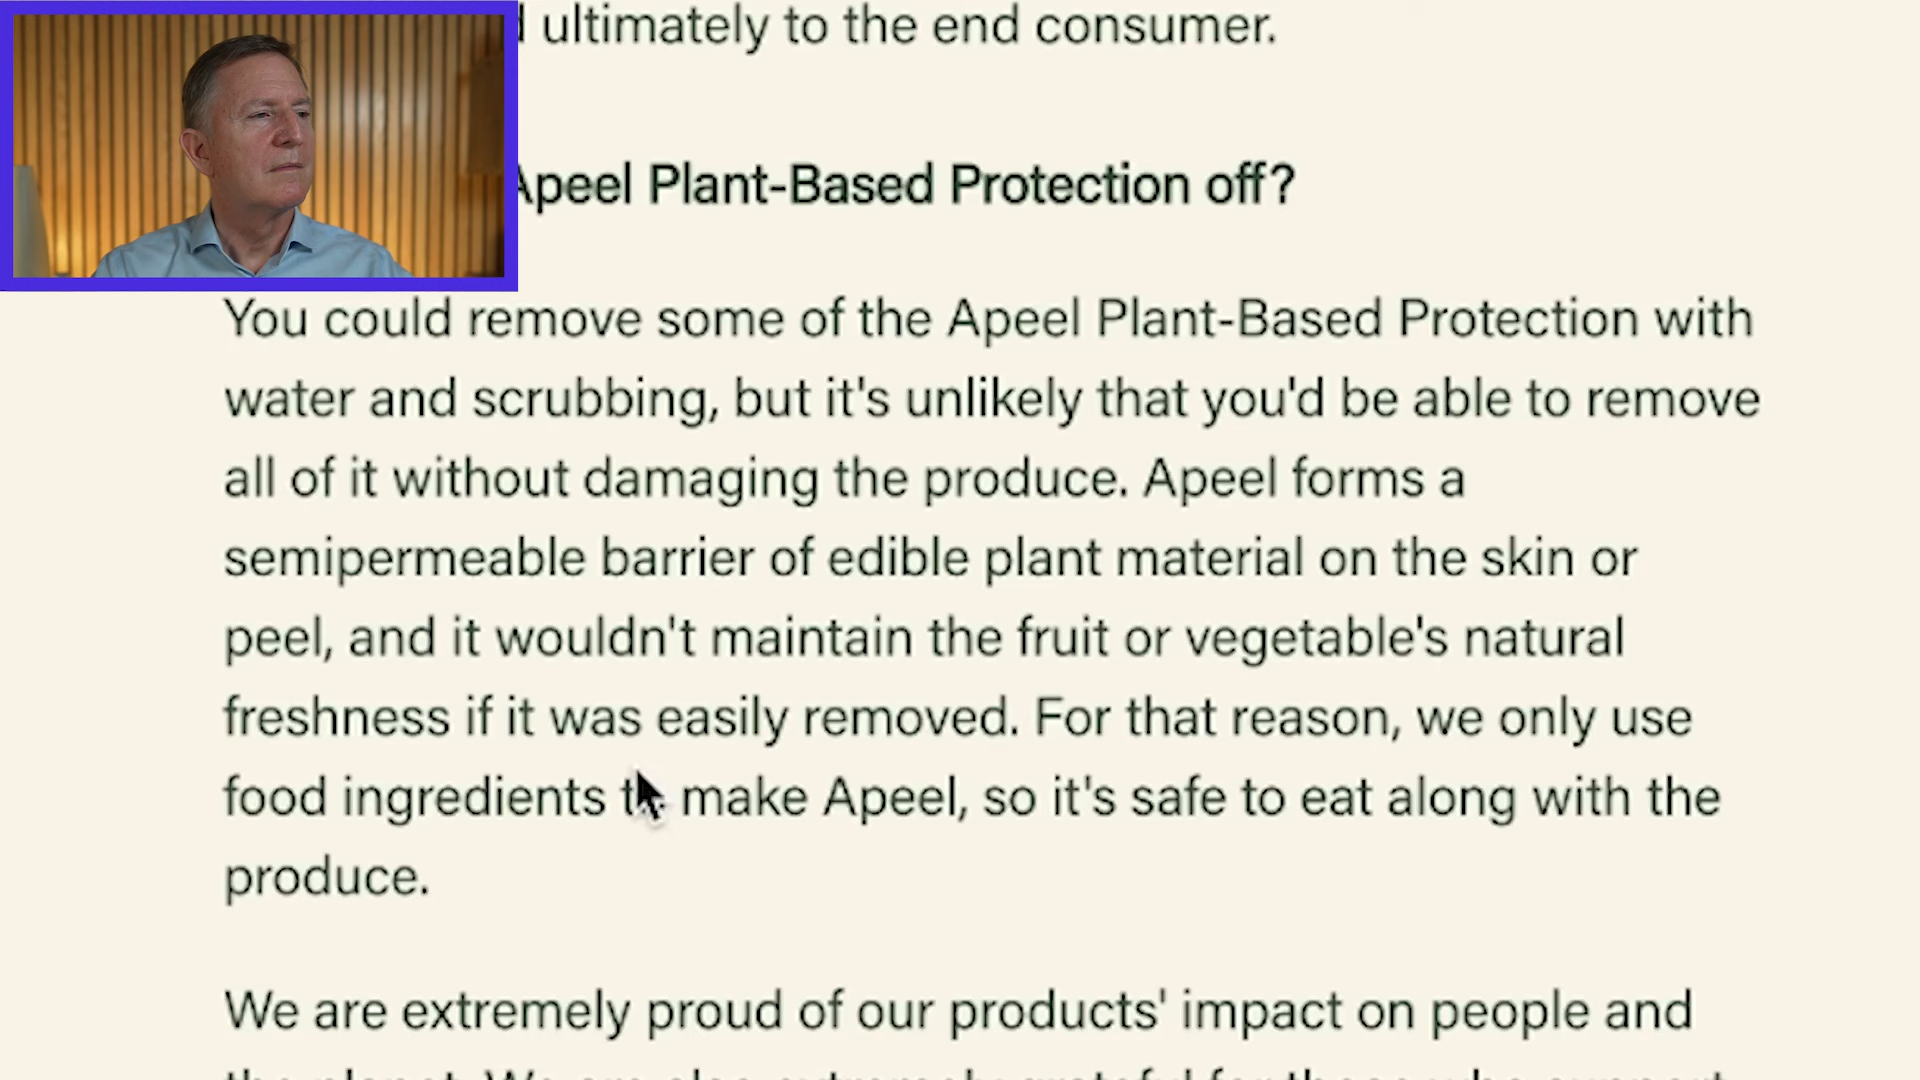 ultimately to the end consumer.
Apeel Plant-Based Protection off?
You could remove some of the Apeel Plant-Based Protection with
water and scrubbing, but it's unlikely that you'd be able to remove
all of it without damaging the produce. Apeel forms a
semipermeable barrier of edible plant material on the skin or
peel, and it wouldn't maintain the fruit or vegetable's natural
freshness if it was easily removed. For that reason, we only use
food ingredients make Apeel, so it's safe to eat along with the
produce.
We are extremely proud of our products' impact on people and